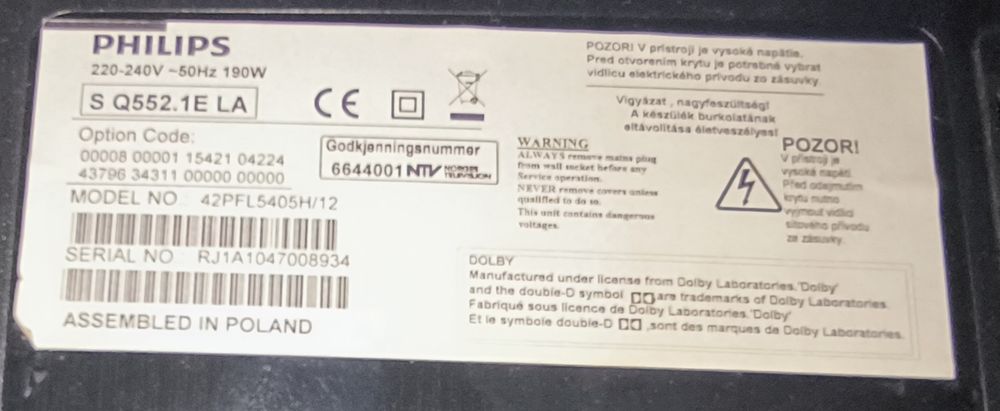 PHILIPS
220-240V ~50Hz 190W
S Q552.1E LA
Option Code:
00008 00001 15421 04224
43796 34311 00000 00000
MODEL NO : 42PFL5405H/12
SERIAL NO : RJ1A1047008934
ASSEMBLED IN POLAND
CE
Godkjenningsnummer
6644001 NTV NORGES TELEVISION
POZOR! V prístroji je vysoké napätie.
Pred otvorením krytu je potrebné vybrat
vidlicu elektrického prívodu zo zásuvky.
Vigyázat , nagyfeszültség!
A készülék burkolatának
eltávolítása életveszélyes!
WARNING
ALWAYS remove mains plug
from wall socket before any
Service operation.
NEVER remove covers unless
qualified to do so.
This unit contains dangerous
voltages.
POZOR!
V přístroji je
vysoké napětí.
Před odejmutím
krytu nutno
vyjmout vidlici
síťového přívodu
ze zásuvky.
DOLBY
Manufactured under license from Dolby Laboratories.'Dolby'
and the double-D symbol are trademarks of Dolby Laboratories.
Fabriqué sous licence de Dolby Laboratories.'Dolby'
Et le symbole double-D ,sont des marques de Dolby Laboratories.